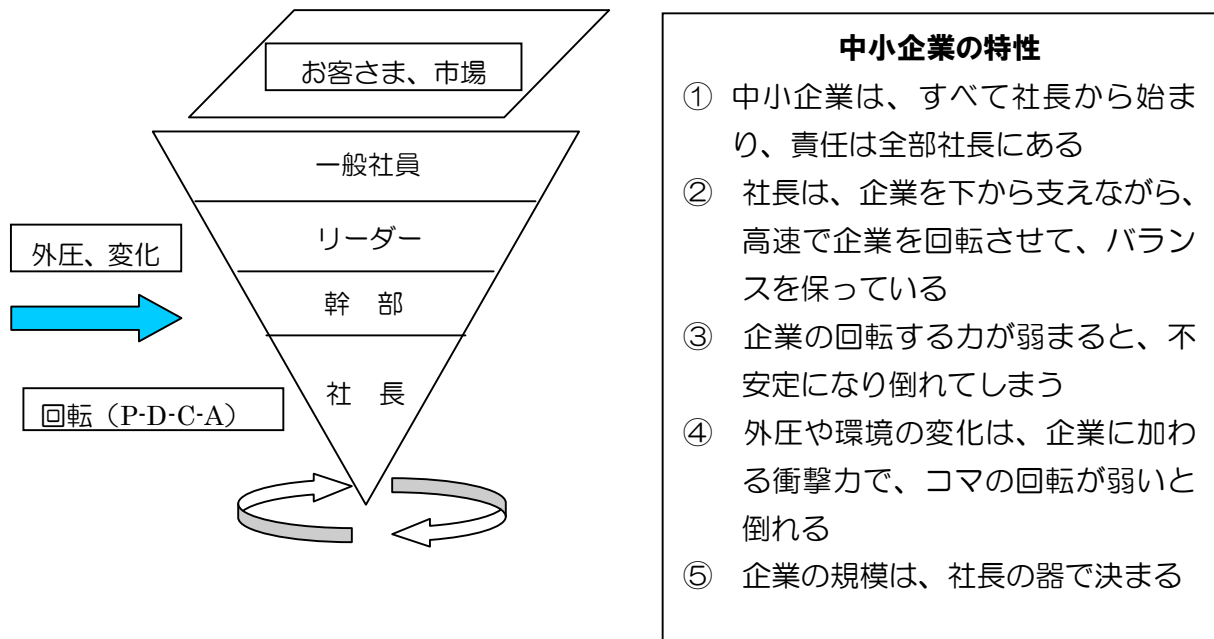 お客さま、市場
一般社員
リーダー
外圧、変化
幹　部
社　長
回転（P-D-C-A）
中小企業の特性
① 中小企業は、すべて社長から始ま
り、責任は全部社長にある
② 社長は、企業を下から支えながら、
高速で企業を回転させて、バラン
スを保っている
③ 企業の回転する力が弱まると、不
安定になり倒れてしまう
④ 外圧や環境の変化は、企業に加わ
る衝撃力で、コマの回転が弱いと
倒れる
⑤ 企業の規模は、社長の器で決まる